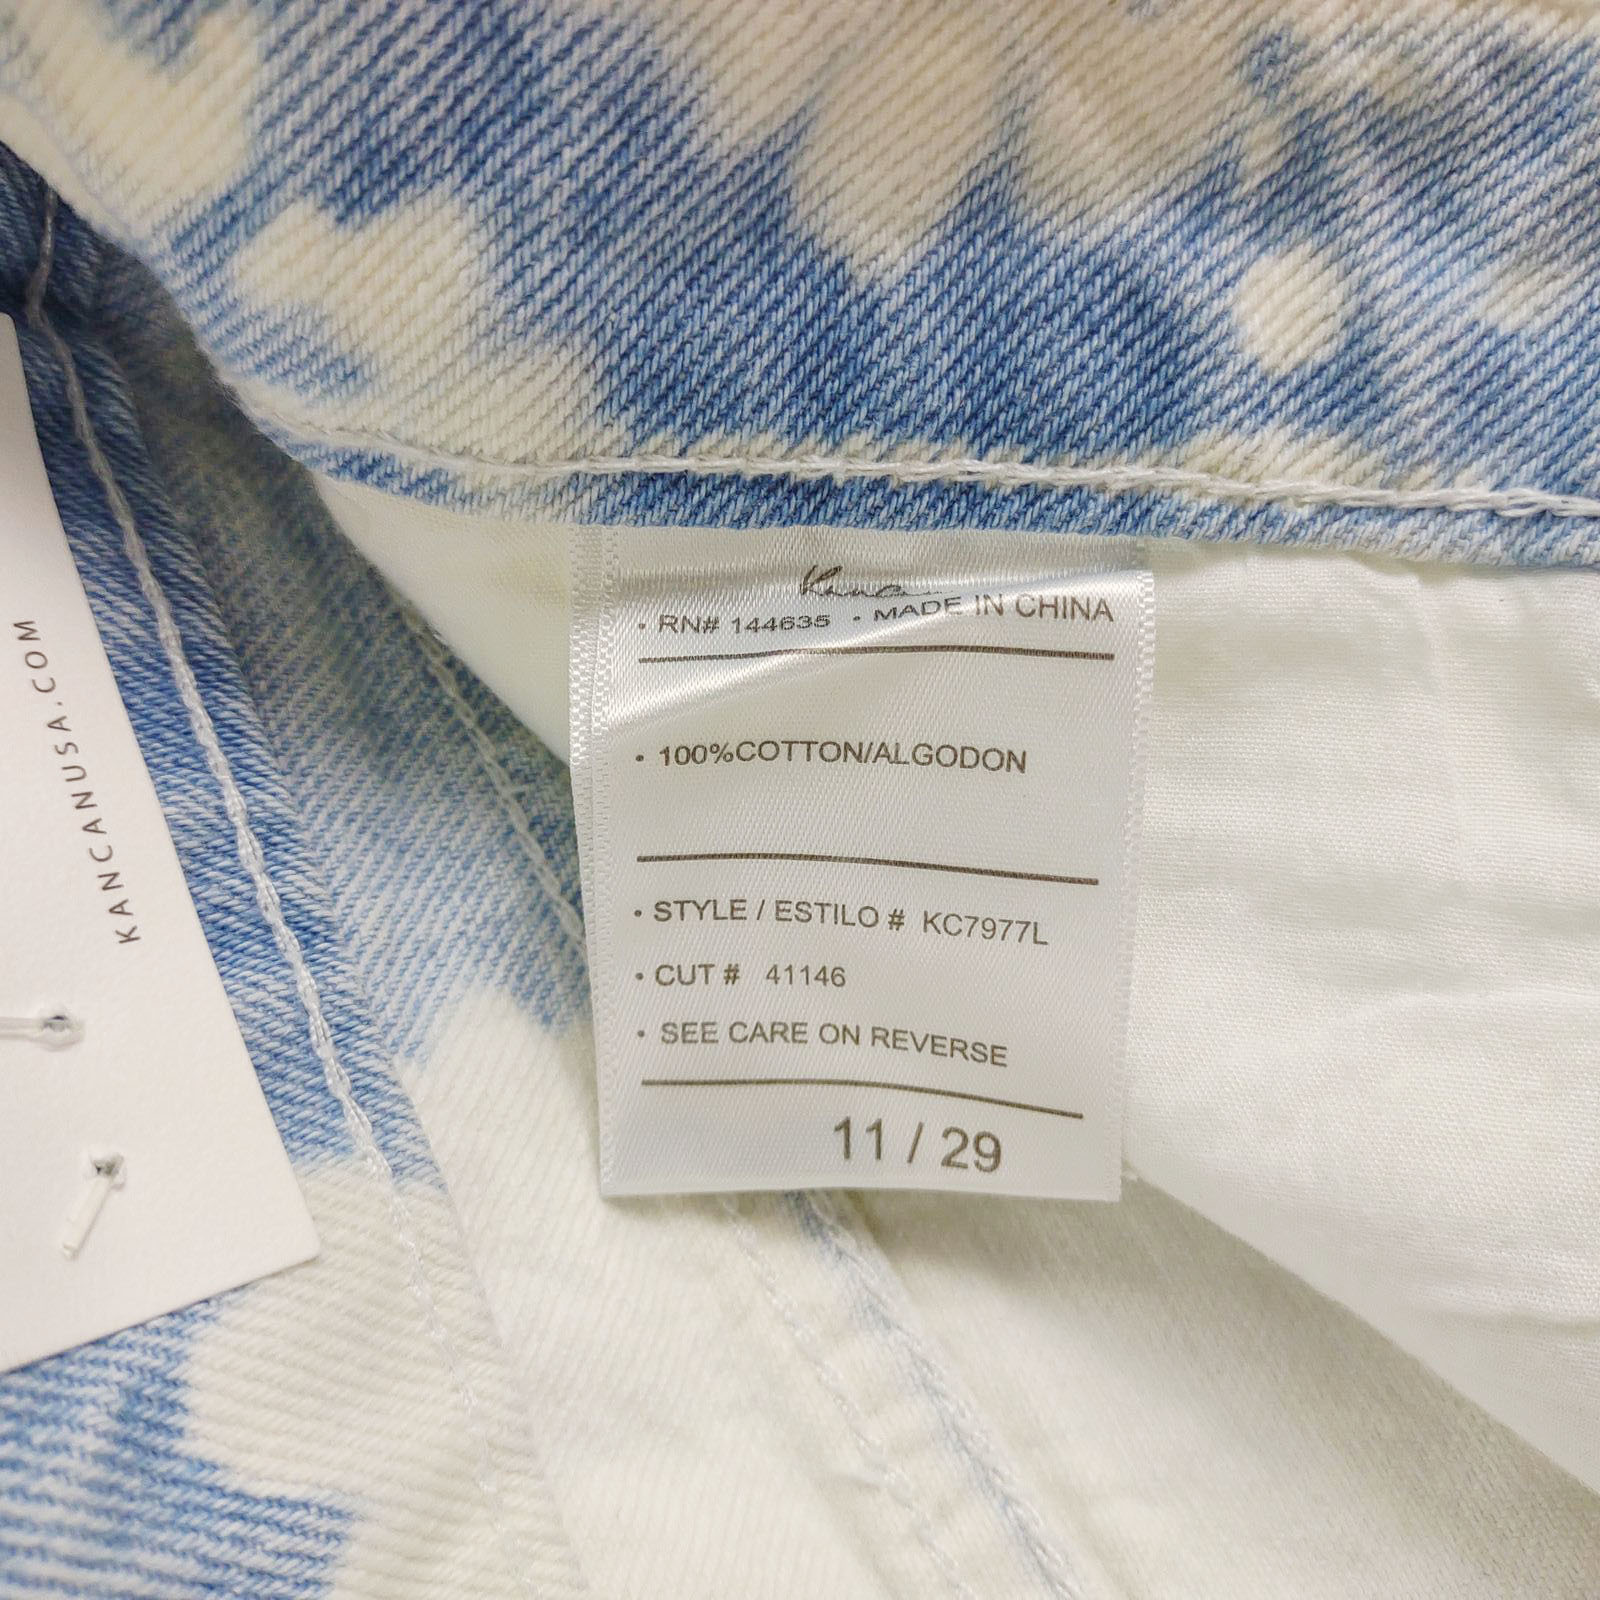 KANCANUSA.COM
• RN# 144635 • MADE IN CHINA
• 100%COTTON/ALGODON
• STYLE / ESTILO # KC7977L
• CUT # 41146
• SEE CARE ON REVERSE
11 / 29